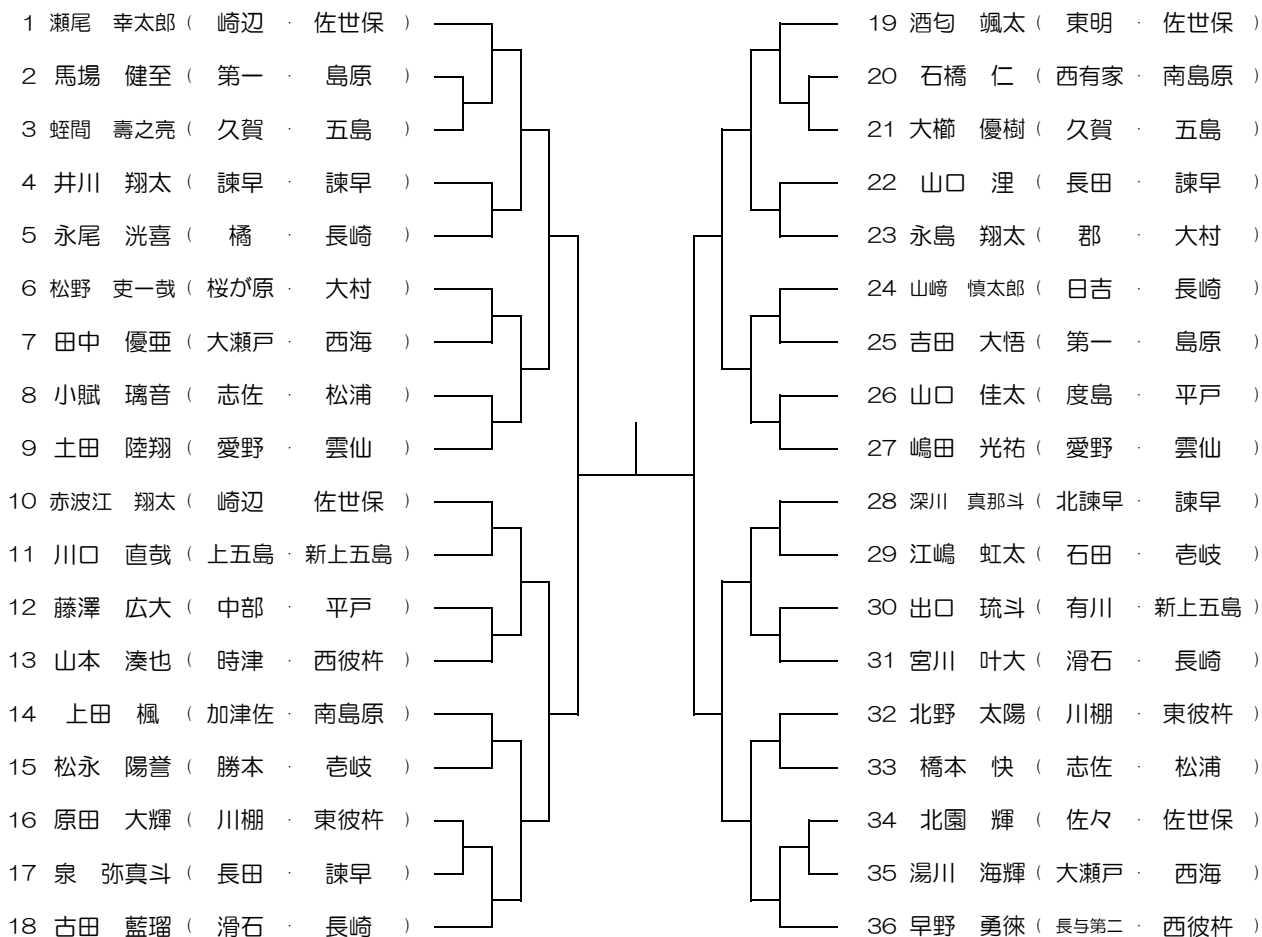 1 瀬尾 幸太郎 ( 崎辺 ・ 佐世保 )
2 馬場 健至 ( 第一 ・ 島原 )
3 蛭間 壽之亮 ( 久賀 ・ 五島 )
4 井川 翔太 ( 諫早 ・ 諫早 )
5 永尾 洸喜 ( 橘 ・ 長崎 )
6 松野 吏一哉 ( 桜が原 ・ 大村 )
7 田中 優亜 ( 大瀬戸 ・ 西海 )
8 小賦 璃音 ( 志佐 ・ 松浦 )
9 土田 陸翔 ( 愛野 ・ 雲仙 )
10 赤波江 翔太 ( 崎辺 佐世保 )
11 川口 直哉 ( 上五島 ・ 新上五島 )
12 藤澤 広大 ( 中部 ・ 平戸 )
13 山本 湊也 ( 時津 ・ 西彼杵 )
14 上田 楓 ( 加津佐 ・ 南島原 )
15 松永 陽誉 ( 勝本 ・ 壱岐 )
16 原田 大輝 ( 川棚 ・ 東彼杵 )
17 泉 弥真斗 ( 長田 ・ 諫早 )
18 古田 藍瑠 ( 滑石 ・ 長崎 )
19 酒匂 颯太 ( 東明 ・ 佐世保 )
20 石橋 仁 ( 西有家 ・ 南島原 )
21 大櫛 優樹 ( 久賀 ・ 五島 )
22 山口 浬 ( 長田 ・ 諫早 )
23 永島 翔太 ( 郡 ・ 大村 )
24 山﨑 慎太郎 ( 日吉 ・ 長崎 )
25 吉田 大悟 ( 第一 ・ 島原 )
26 山口 佳太 ( 度島 ・ 平戸 )
27 嶋田 光祐 ( 愛野 ・ 雲仙 )
28 深川 真那斗 ( 北諫早 ・ 諫早 )
29 江嶋 虹太 ( 石田 ・ 壱岐 )
30 出口 琉斗 ( 有川 ・ 新上五島 )
31 宮川 叶大 ( 滑石 ・ 長崎 )
32 北野 太陽 ( 川棚 ・ 東彼杵 )
33 橋本 快 ( 志佐 ・ 松浦 )
34 北園 輝 ( 佐々 ・ 佐世保 )
35 湯川 海輝 ( 大瀬戸 ・ 西海 )
36 早野 勇徠 ( 長与第二 ・ 西彼杵 )